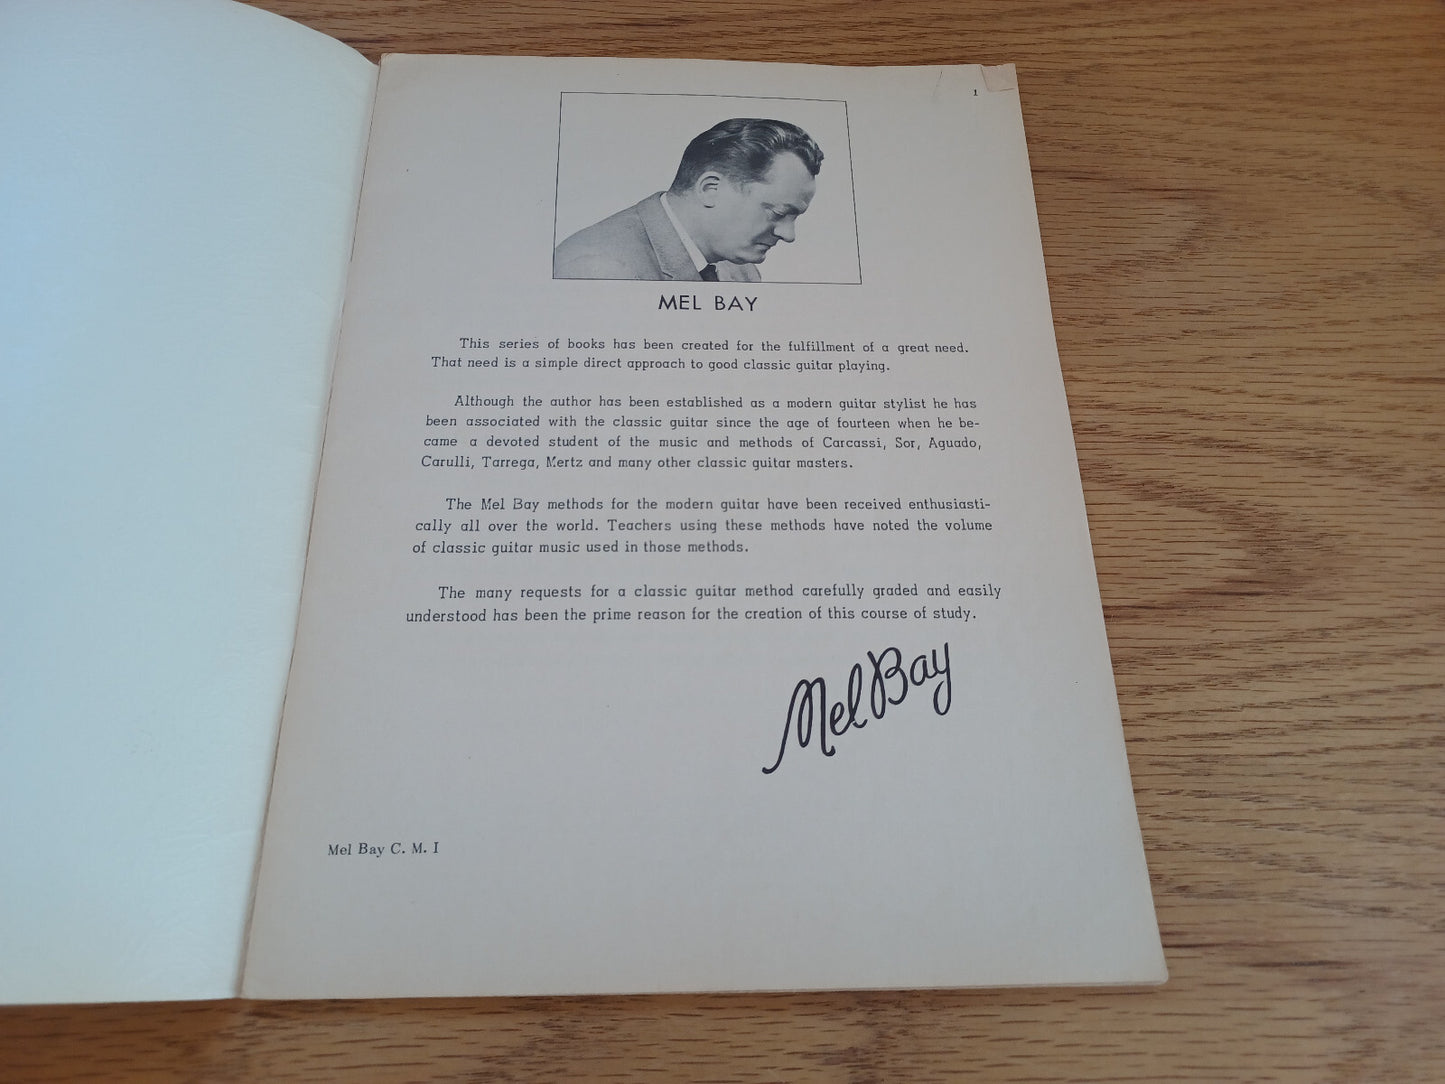 1
MEL BAY
This series of books has been created for the fulfillment of a great need.
That need is a simple direct approach to good classic guitar playing.
Although the author has been established as a modern guitar stylist he has
been associated with the classic guitar since the age of fourteen when he be-
came a devoted student of the music and methods of Carcassi, Sor, Aguado,
Carulli, Tarrega, Mertz and many other classic guitar masters.
The Mel Bay methods for the modern guitar have been received enthusiasti-
cally all over the world. Teachers using these methods have noted the volume
of classic guitar music used in those methods.
The many requests for a classic guitar method carefully graded and easily
understood has been the prime reason for the creation of this course of study.
Mel Bay
Mel Bay C. M. I